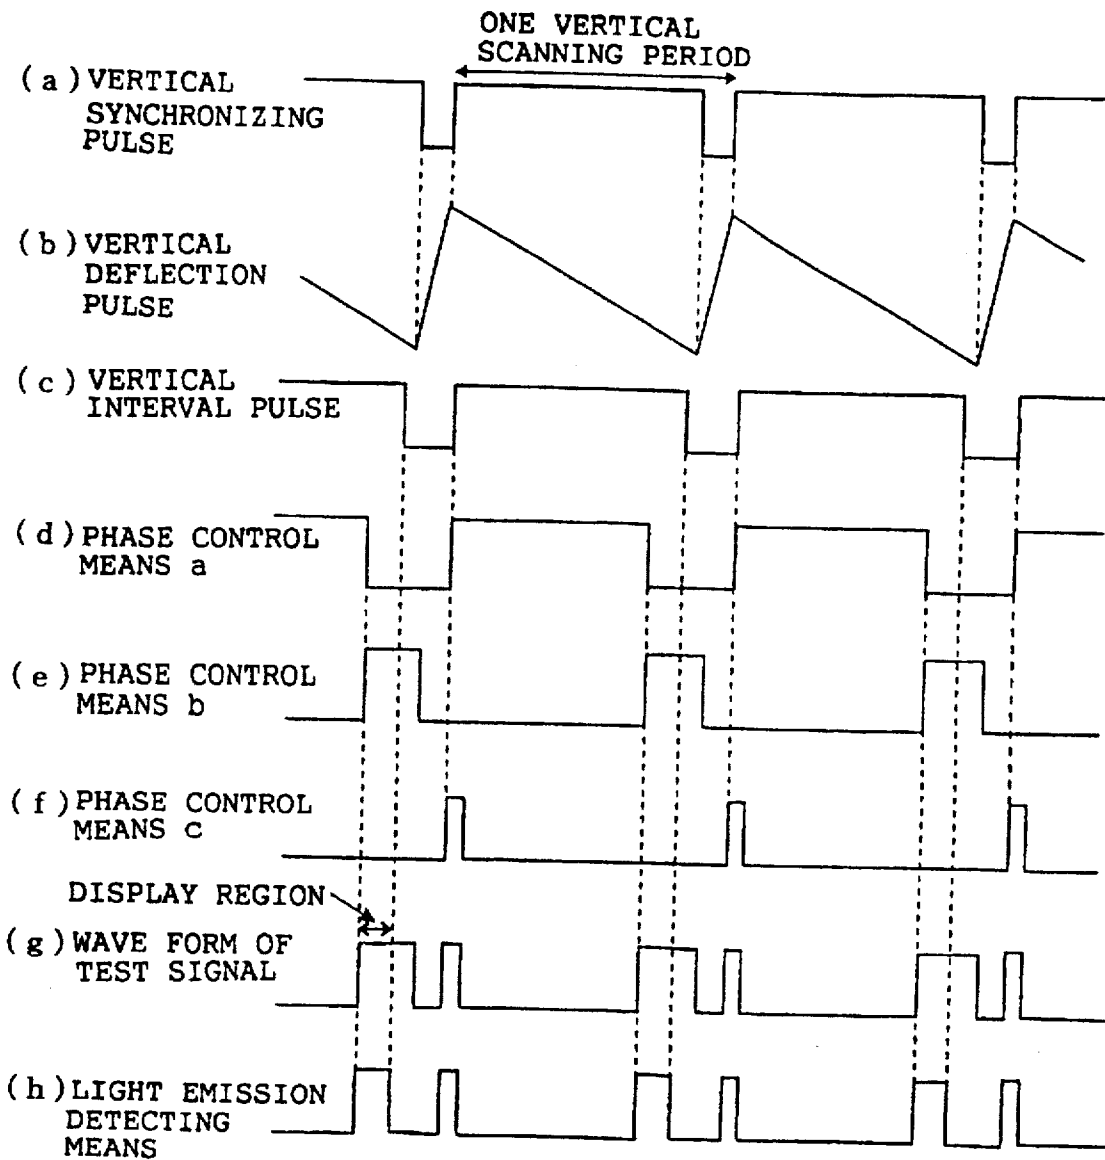 ONE VERTICAL
SCANNING PERIOD
(a) VERTICAL
SYNCHRONIZING
PULSE
(b) VERTICAL
DEFLECTION
PULSE
(c) VERTICAL
INTERVAL PULSE
(d) PHASE CONTROL
MEANS a
(e) PHASE CONTROL
MEANS b
(f) PHASE CONTROL
MEANS c
DISPLAY REGION
(g) WAVE FORM OF
TEST SIGNAL
(h) LIGHT EMISSION
DETECTING
MEANS